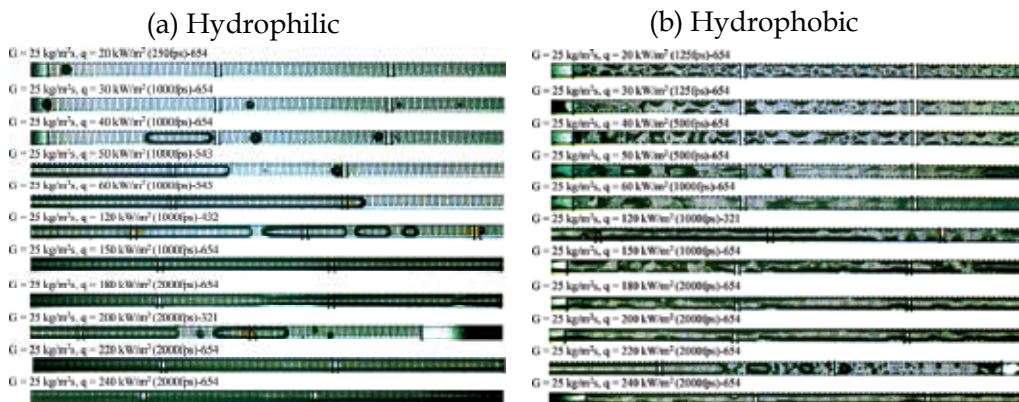 (a) Hydrophilic
G = 25 kg/m²s, q = 20 kW/m² (250fps)-654
G = 25 kg/m²s, q = 30 kW/m² (1000fps)-654
G = 25 kg/m²s, q = 40 kW/m² (1000fps)-654
G = 25 kg/m²s, q = 50 kW/m² (1000fps)-543
G = 25 kg/m²s, q = 60 kW/m² (1000fps)-543
G = 25 kg/m²s, q = 120 kW/m² (1000fps)-432
G = 25 kg/m²s, q = 150 kW/m² (1000fps)-654
G = 25 kg/m²s, q = 180 kW/m² (2000fps)-654
G = 25 kg/m²s, q = 200 kW/m² (2000fps)-321
G = 25 kg/m²s, q = 220 kW/m² (2000fps)-654
G = 25 kg/m²s, q = 240 kW/m² (2000fps)-654
(b) Hydrophobic
G = 25 kg/m²s, q = 20 kW/m² (125fps)-654
G = 25 kg/m²s, q = 30 kW/m² (125fps)-654
G = 25 kg/m²s, q = 40 kW/m² (500fps)-654
G = 25 kg/m²s, q = 50 kW/m² (500fps)-654
G = 25 kg/m²s, q = 60 kW/m² (1000fps)-654
G = 25 kg/m²s, q = 120 kW/m² (1000fps)-321
G = 25 kg/m²s, q = 150 kW/m² (1000fps)-654
G = 25 kg/m²s, q = 180 kW/m² (2000fps)-654
G = 25 kg/m²s, q = 200 kW/m² (2000fps)-654
G = 25 kg/m²s, q = 220 kW/m² (2000fps)-654
G = 25 kg/m²s, q = 240 kW/m² (2000fps)-654